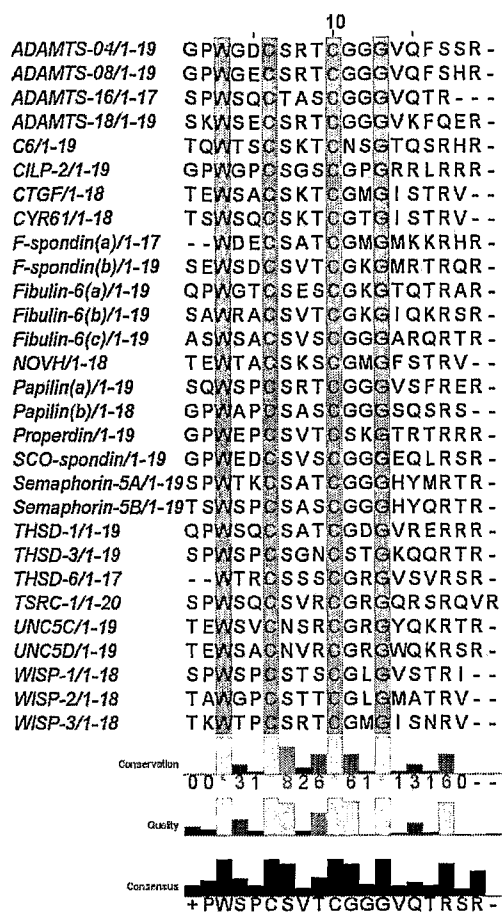 10
ADAMTS-04/1-19 GPWGDCSRTCGGGVQFSSR-
ADAMTS-08/1-19 GPWGECSRTCGGGVQFSHR-
ADAMTS-16/1-17 SPWSQCTASCGGGVQTR---
ADAMTS-18/1-19 SKWSECSRTCGGGVKFQER-
C6/1-19 TQWTSCSKTCNSGTQSRHR-
CILP-2/1-19 GPWGPCSGSCGPGRRLRRR-
CTGF/1-18 TEWSACSKTCGMGISTRV--
CYR61/1-18 TSWSQCSKTCGTGISTRV--
F-spondin(a)/1-17 --WDECSATCGMGMKKRHR-
F-spondin(b)/1-19 SEWSDCSVTCGKGMRTRQR-
Fibulin-6(a)/1-19 QPWGTCSESCGKGTQTRAR-
Fibulin-6(b)/1-19 SAWRACSVTCGKGIQKRSR-
Fibulin-6(c)/1-19 ASWSACSVSCGGGARQRTR-
NOVH/1-18 TEWTACSKSCGMGFSTRV--
Papilin(a)/1-19 SQWSPCSRTCGGGVSFRER-
Papilin(b)/1-18 GPWAPCSASCGGGSQSRS--
Properdin/1-19 GPWEPCSVTCSKGTRTRRR-
SCO-spondin/1-19 GPWEDCSVSCGGGEQLRSR-
Semaphorin-5A/1-19 SPWTKCSATCGGGHYMRTR-
Semaphorin-5B/1-19 TSWSPCSASCGGGHYQRTR-
THSD-1/1-19 QPWSQCSATCGDGVRERRR-
THSD-3/1-19 SPWSPCSGNCSTGKQQRTR-
THSD-6/1-17 --WTRCSSSCGRGVSVRSR-
TSRC-1/1-20 SPWSQCSVRCGRGQRSRQVR
UNC5C/1-19 TEWSVCNSRCGRGYQKRTR-
UNC5D/1-19 TEWSACNVRCGRGWQKRSR-
WISP-1/1-18 SPWSPCSTSCGLGVSTRI--
WISP-2/1-18 TAWGPCSTTCGLGMATRV--
WISP-3/1-18 TKWTPCSRTCGMGISNRV--
Conservation
00*31*826*61*13160--
Quality
Consensus
+PWSPCSVTCGGGVQTRSR-